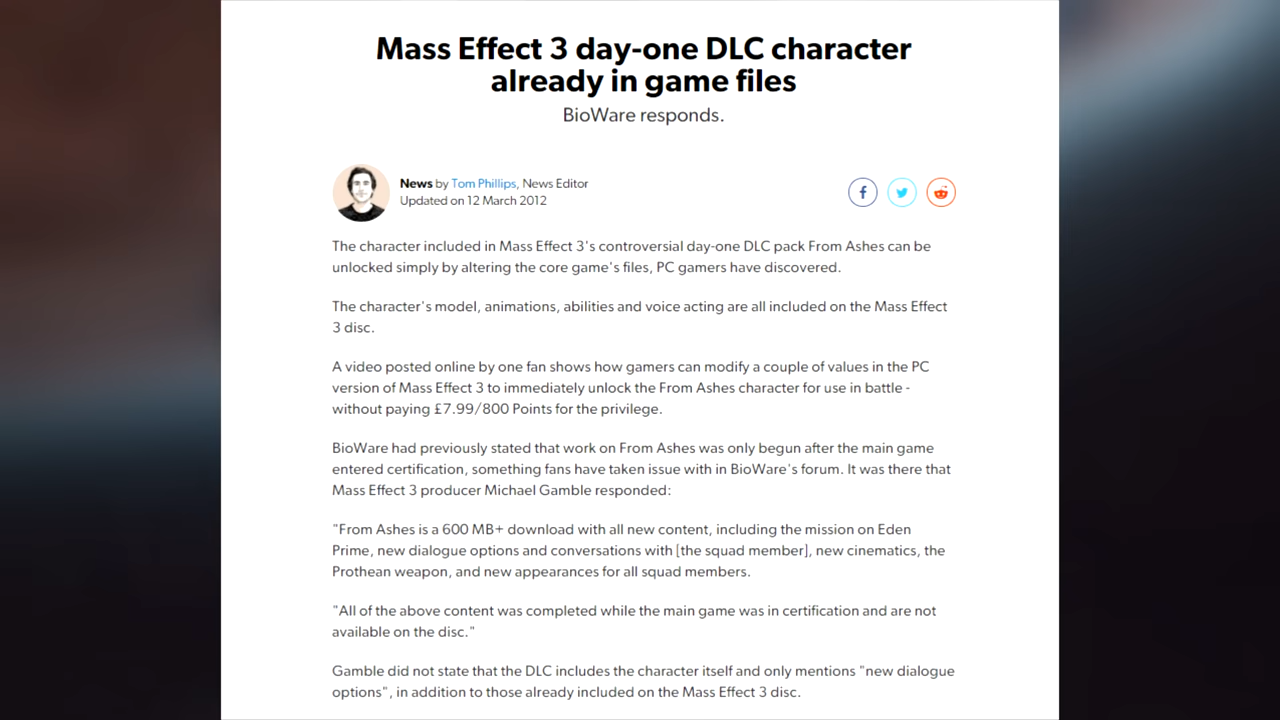 Mass Effect 3 day-one DLC character
already in game files
BioWare responds.
News by Tom Phillips, News Editor
Updated on 12 March 2012
The character included in Mass Effect 3's controversial day-one DLC pack From Ashes can be
unlocked simply by altering the core game's files, PC gamers have discovered.
The character's model, animations, abilities and voice acting are all included on the Mass Effect
3 disc.
A video posted online by one fan shows how gamers can modify a couple of values in the PC
version of Mass Effect 3 to immediately unlock the From Ashes character for use in battle -
without paying £7.99/800 Points for the privilege.
BioWare had previously stated that work on From Ashes was only begun after the main game
entered certification, something fans have taken issue with in BioWare's forum. It was there that
Mass Effect 3 producer Michael Gamble responded:
"From Ashes is a 600 MB+ download with all new content, including the mission on Eden
Prime, new dialogue options and conversations with [the squad member], new cinematics, the
Prothean weapon, and new appearances for all squad members.
"All of the above content was completed while the main game was in certification and are not
available on the disc."
Gamble did not state that the DLC includes the character itself and only mentions "new dialogue
options", in addition to those already included on the Mass Effect 3 disc.